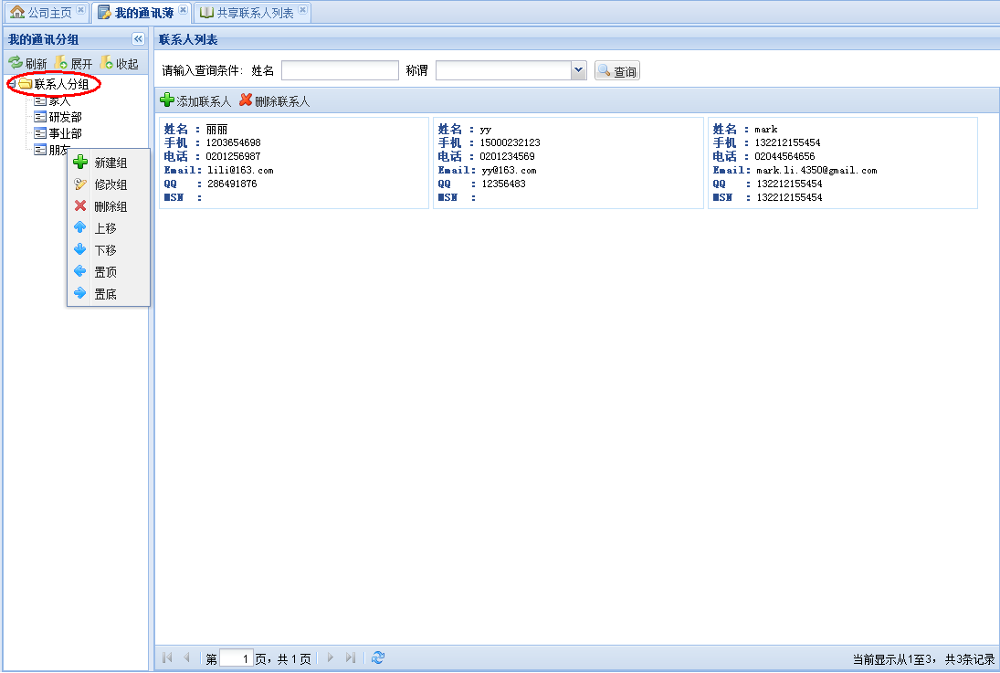 公司主页 我的通讯薄 共享联系人列表
我的通讯分组
刷新 展开 收起
联系人分组
家人
研发部
事业部
朋友
新建组
修改组
删除组
上移
下移
置顶
置底
联系人列表
请输入查询条件: 姓名 称谓 查询
添加联系人 删除联系人
姓名 : 丽丽
手机 : 1203654698
电话 : 0201256987
Email: lili@163.com
QQ : 286491876
MSN :
姓名 : yy
手机 : 15000232123
电话 : 0201234569
Email: yy@163.com
QQ : 12356483
MSN :
姓名 : mark
手机 : 132212155454
电话 : 02044564656
Email: mark.li.4350@gmail.com
QQ : 132212155454
MSN : 132212155454
第 1 页, 共 1 页
当前显示从1至3, 共3条记录